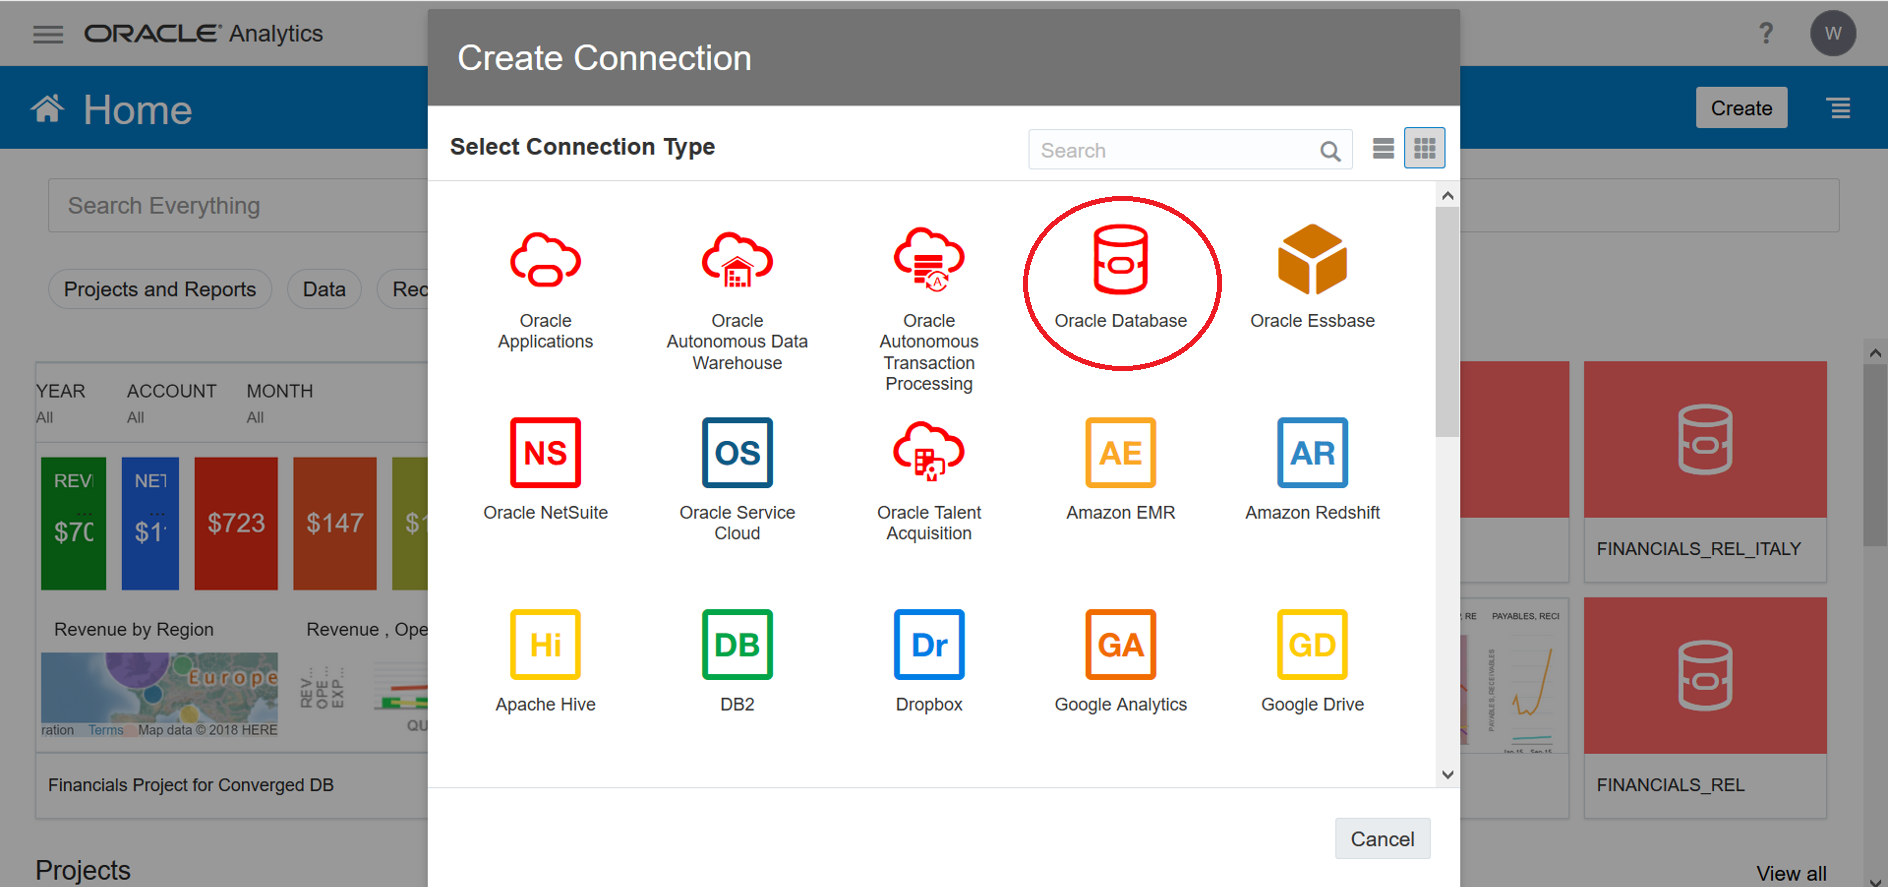 ORACLE Analytics
?
W
Home
Create
Search Everything
Projects and Reports
Data
Rec
Create Connection
Select Connection Type
Search
Oracle
Applications
Oracle
Autonomous Data
Warehouse
A
Oracle
Autonomous
Transaction
Processing
Oracle Database
Oracle Essbase
NS
Oracle NetSuite
OS
Oracle Service
Cloud
Oracle Talent
Acquisition
AE
Amazon EMR
AR
Amazon Redshift
Hi
Apache Hive
DB
DB2
Dr
Dropbox
GA
Google Analytics
GD
Google Drive
Cancel
YEAR
All
ACCOUNT
All
MONTH
All
REV
...
$70
NET
...
$1
$723
$147
$1
Revenue by Region
Revenue , Ope
Europe
ration Terms Map data © 2018 HERE
REV...
OPE...
EXP...
QU
Financials Project for Converged DB
FINANCIALS_REL_ITALY
, RE
PAYABLES, RECI
PAYABLES, RECEIVABLES
Jan-15 Sep-15
FINANCIALS_REL
Projects
View all